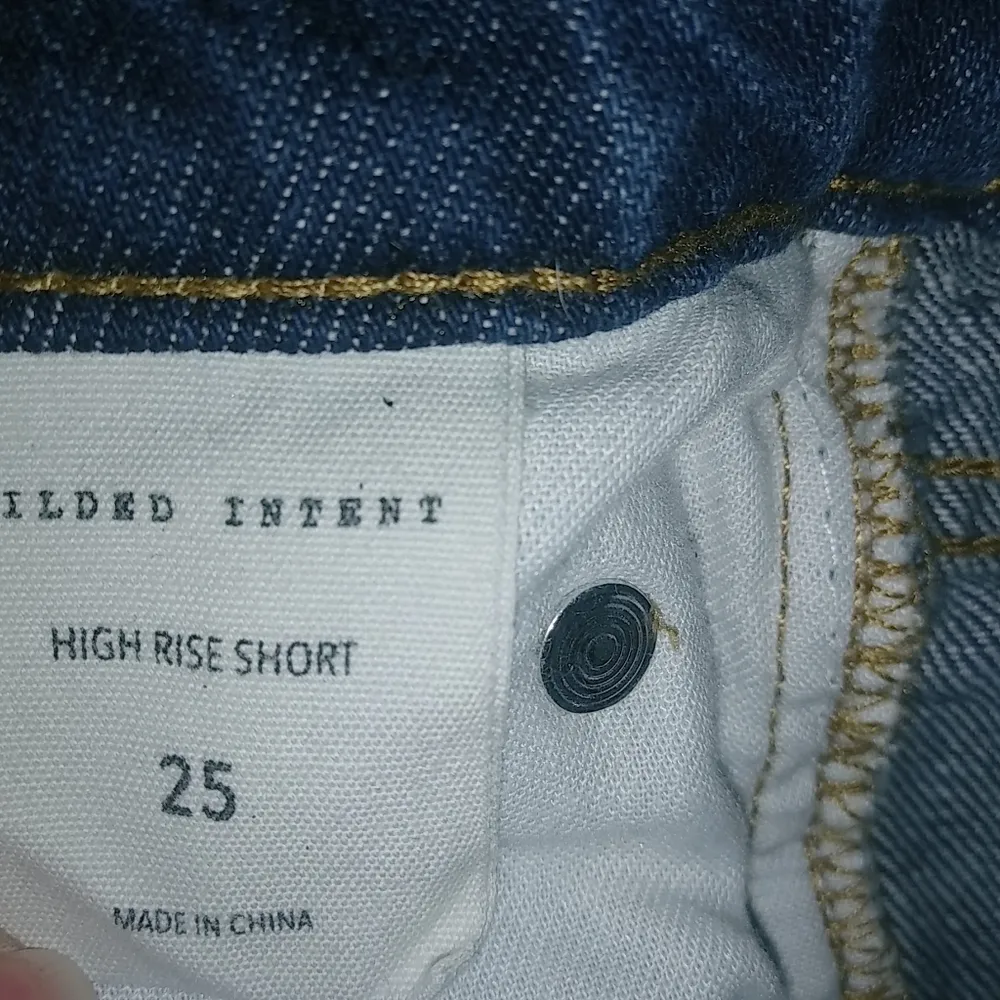 ILDED INTENT
HIGH RISE SHORT
25
MADE IN CHINA